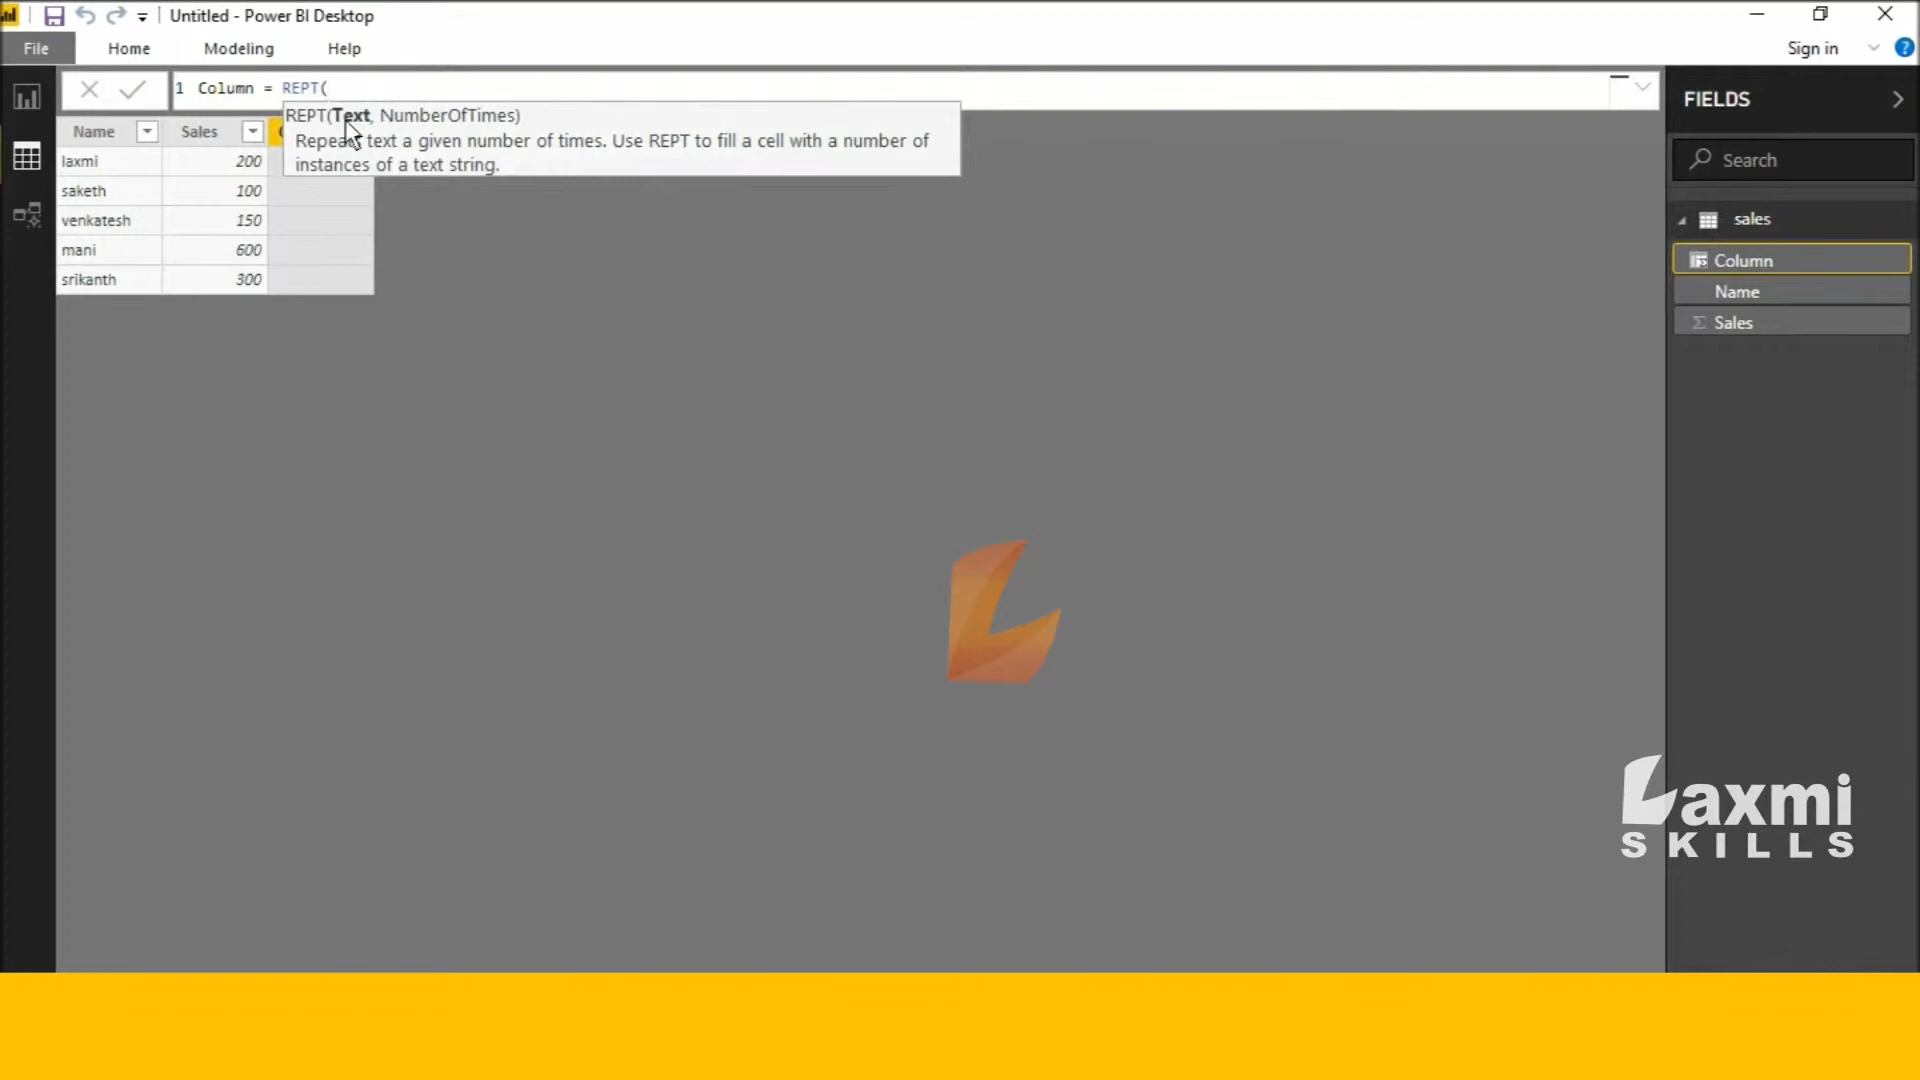 Untitled - Power BI Desktop
File Home Modeling Help Sign in
1 Column = REPT(
REPT(Text, NumberOfTimes)
Repeats text a given number of times. Use REPT to fill a cell with a number of
instances of a text string.
Name Sales
laxmi 200
saketh 100
venkatesh 150
mani 600
srikanth 300
FIELDS
Search
sales
Column
Name
Σ Sales
Laxmi
SKILLS